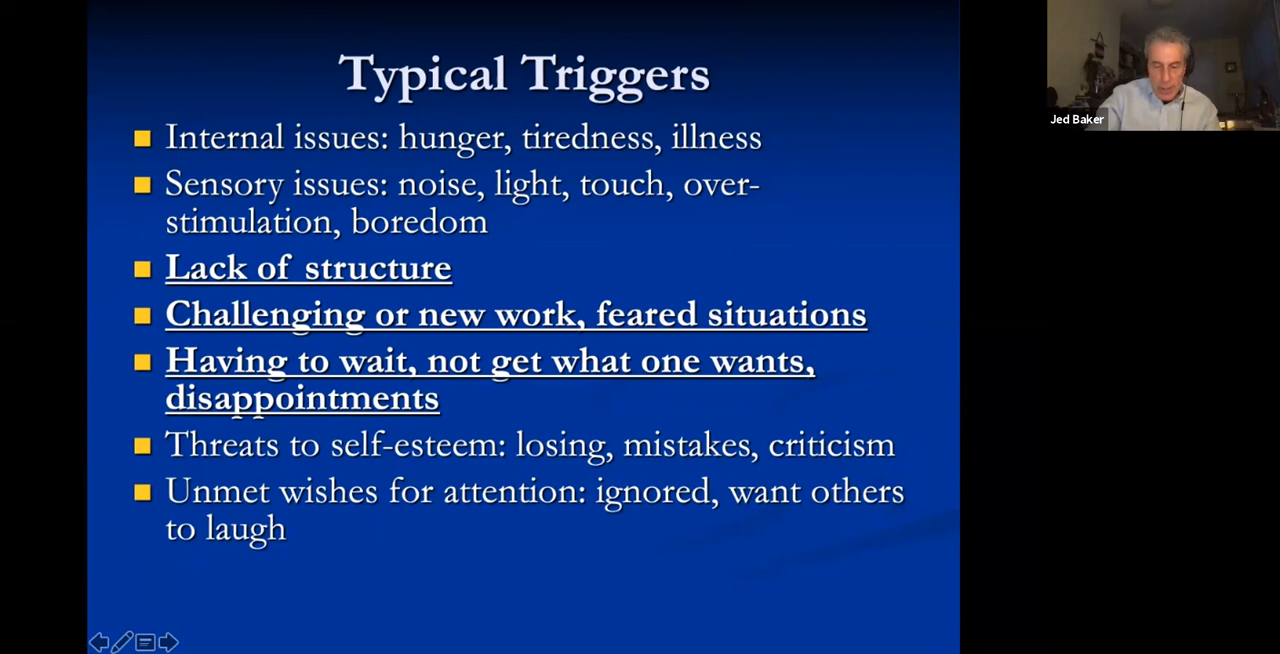 Typical Triggers
Internal issues: hunger, tiredness, illness
Sensory issues: noise, light, touch, over-
stimulation, boredom
Lack of structure
Challenging or new work, feared situations
Having to wait, not get what one wants,
disappointments
Threats to self-esteem: losing, mistakes, criticism
Unmet wishes for attention: ignored, want others
to laugh
Jed Baker